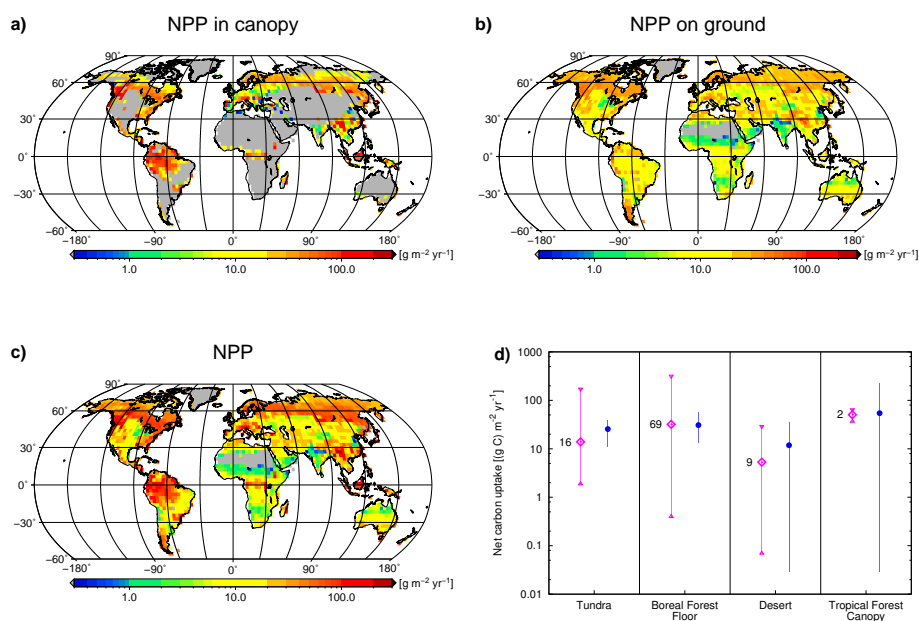 a) NPP in canopy
90˚
60˚
30˚
0˚
−30˚
−60˚
−180˚ −90˚ 0˚ 90˚ 180˚
1.0 10.0 100.0 [g m⁻² yr⁻¹]
b) NPP on ground
90˚
60˚
30˚
0˚
−30˚
−60˚
−180˚ −90˚ 0˚ 90˚ 180˚
1.0 10.0 100.0 [g m⁻² yr⁻¹]
c) NPP
90˚
60˚
30˚
0˚
−30˚
−60˚
−180˚ −90˚ 0˚ 90˚ 180˚
1.0 10.0 100.0 [g m⁻² yr⁻¹]
d)
Net carbon uptake [(g C) m⁻² yr⁻¹]
1000
100
10
1
0.1
0.01
16
69
9
2
Tundra
Boreal Forest
Floor
Desert
Tropical Forest
Canopy